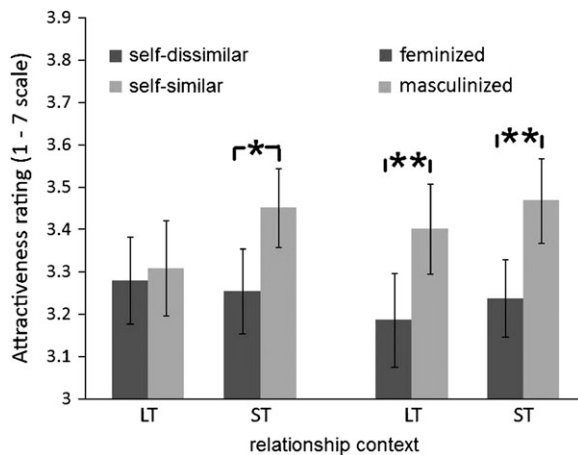 Attractiveness rating (1 - 7 scale)
3.9
3.8
3.7
3.6
3.5
3.4
3.3
3.2
3.1
3
self-dissimilar
self-similar
feminized
masculinized
*
**
**
LT
ST
LT
ST
relationship context